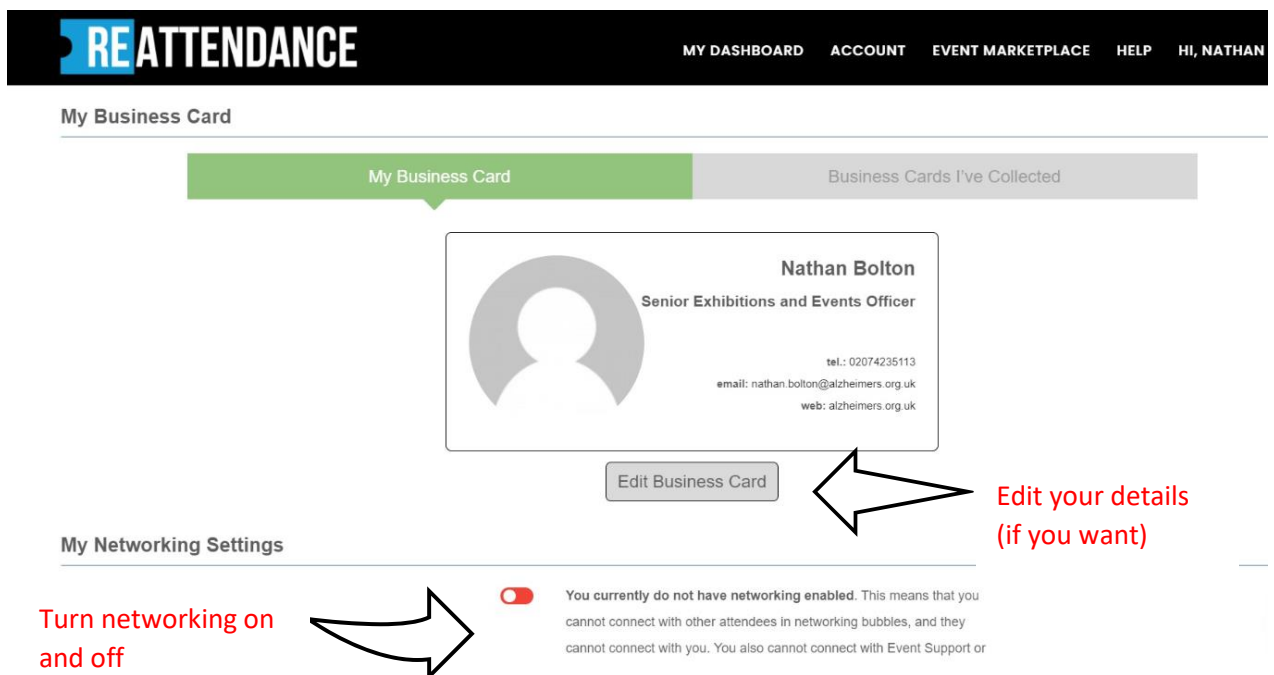 REATTENDANCE
MY DASHBOARD ACCOUNT EVENT MARKETPLACE HELP HI, NATHAN
My Business Card
My Business Card
Business Cards I've Collected
Nathan Bolton
Senior Exhibitions and Events Officer
tel.: 02074235113
email: nathan.bolton@alzheimers.org.uk
web: alzheimers.org.uk
Edit Business Card
Edit your details
(if you want)
My Networking Settings
Turn networking on
and off
You currently do not have networking enabled. This means that you
cannot connect with other attendees in networking bubbles, and they
cannot connect with you. You also cannot connect with Event Support or